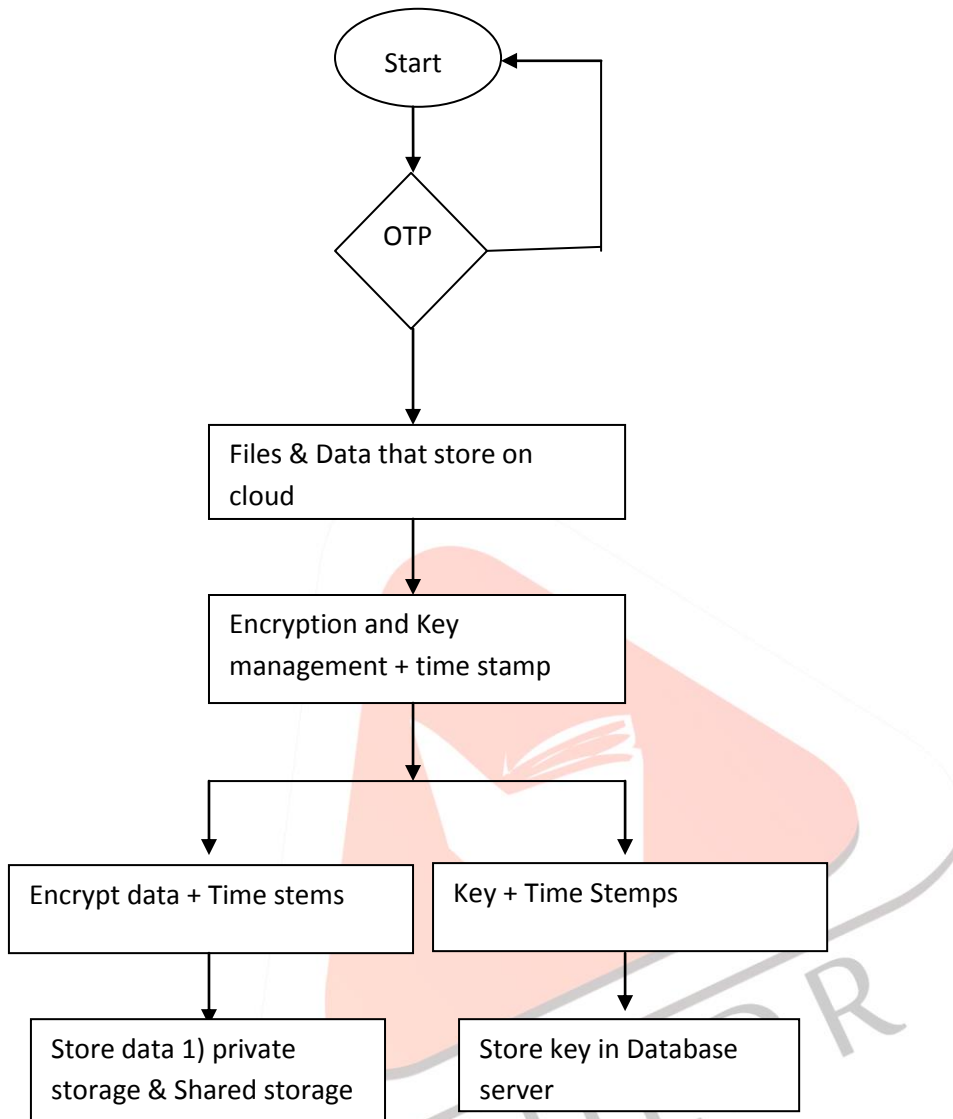 Start
OTP
Files & Data that store on
cloud
Encryption and Key
management + time stamp
Encrypt data + Time stems
Key + Time Stemps
Store data 1) private
storage & Shared storage
Store key in Database
server